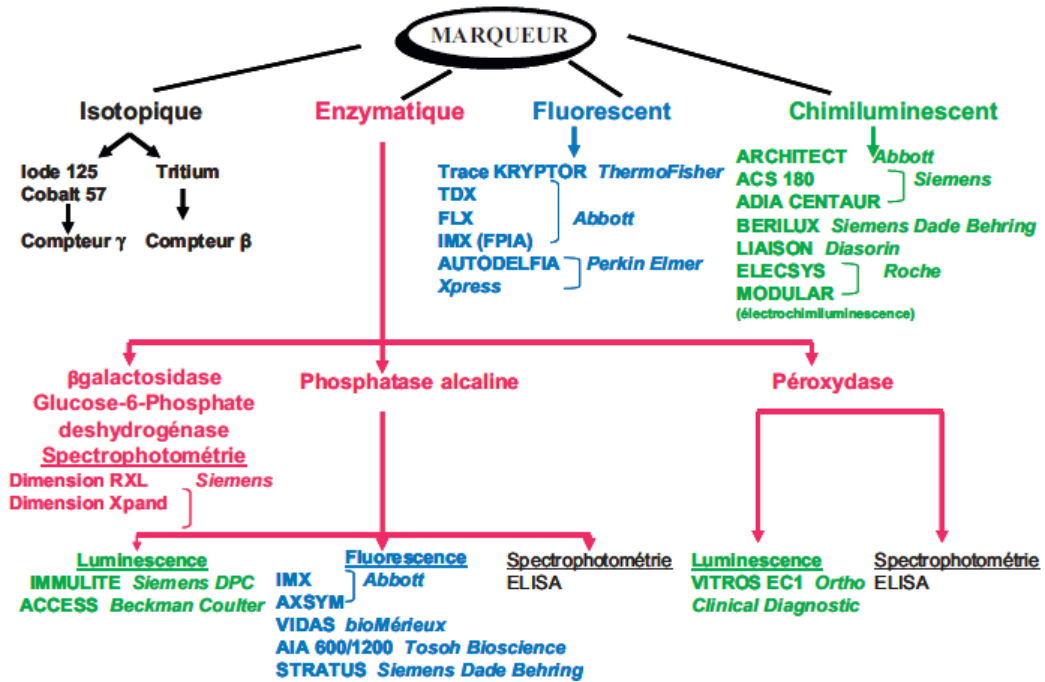 MARQUEUR
Isotopique
Iode 125
Cobalt 57
Tritium
Compteur γ
Compteur β
Enzymatique
Fluorescent
Trace KRYPTOR ThermoFisher
TDX
FLX
Abbott
IMX (FPIA)
AUTODELFIA Perkin Elmer
Xpress
Chimiluminescent
ARCHITECT Abbott
ACS 180
Siemens
ADIA CENTAUR
BERILUX Siemens Dade Behring
LIAISON Diasorin
ELECSYS Roche
MODULAR
(électrochimiluminescence)
βgalactosidase
Glucose-6-Phosphate
deshydrogénase
Spectrophotométrie
Dimension RXL Siemens
Dimension Xpand
Phosphatase alcaline
Péroxydase
Luminescence
IMMULITE Siemens DPC
ACCESS Beckman Coulter
Fluorescence
IMX Abbott
AXSYM
VIDAS bioMérieux
AIA 600/1200 Tosoh Bioscience
STRATUS Siemens Dade Behring
Spectrophotométrie
ELISA
Luminescence
VITROS EC1 Ortho
Clinical Diagnostic
Spectrophotométrie
ELISA